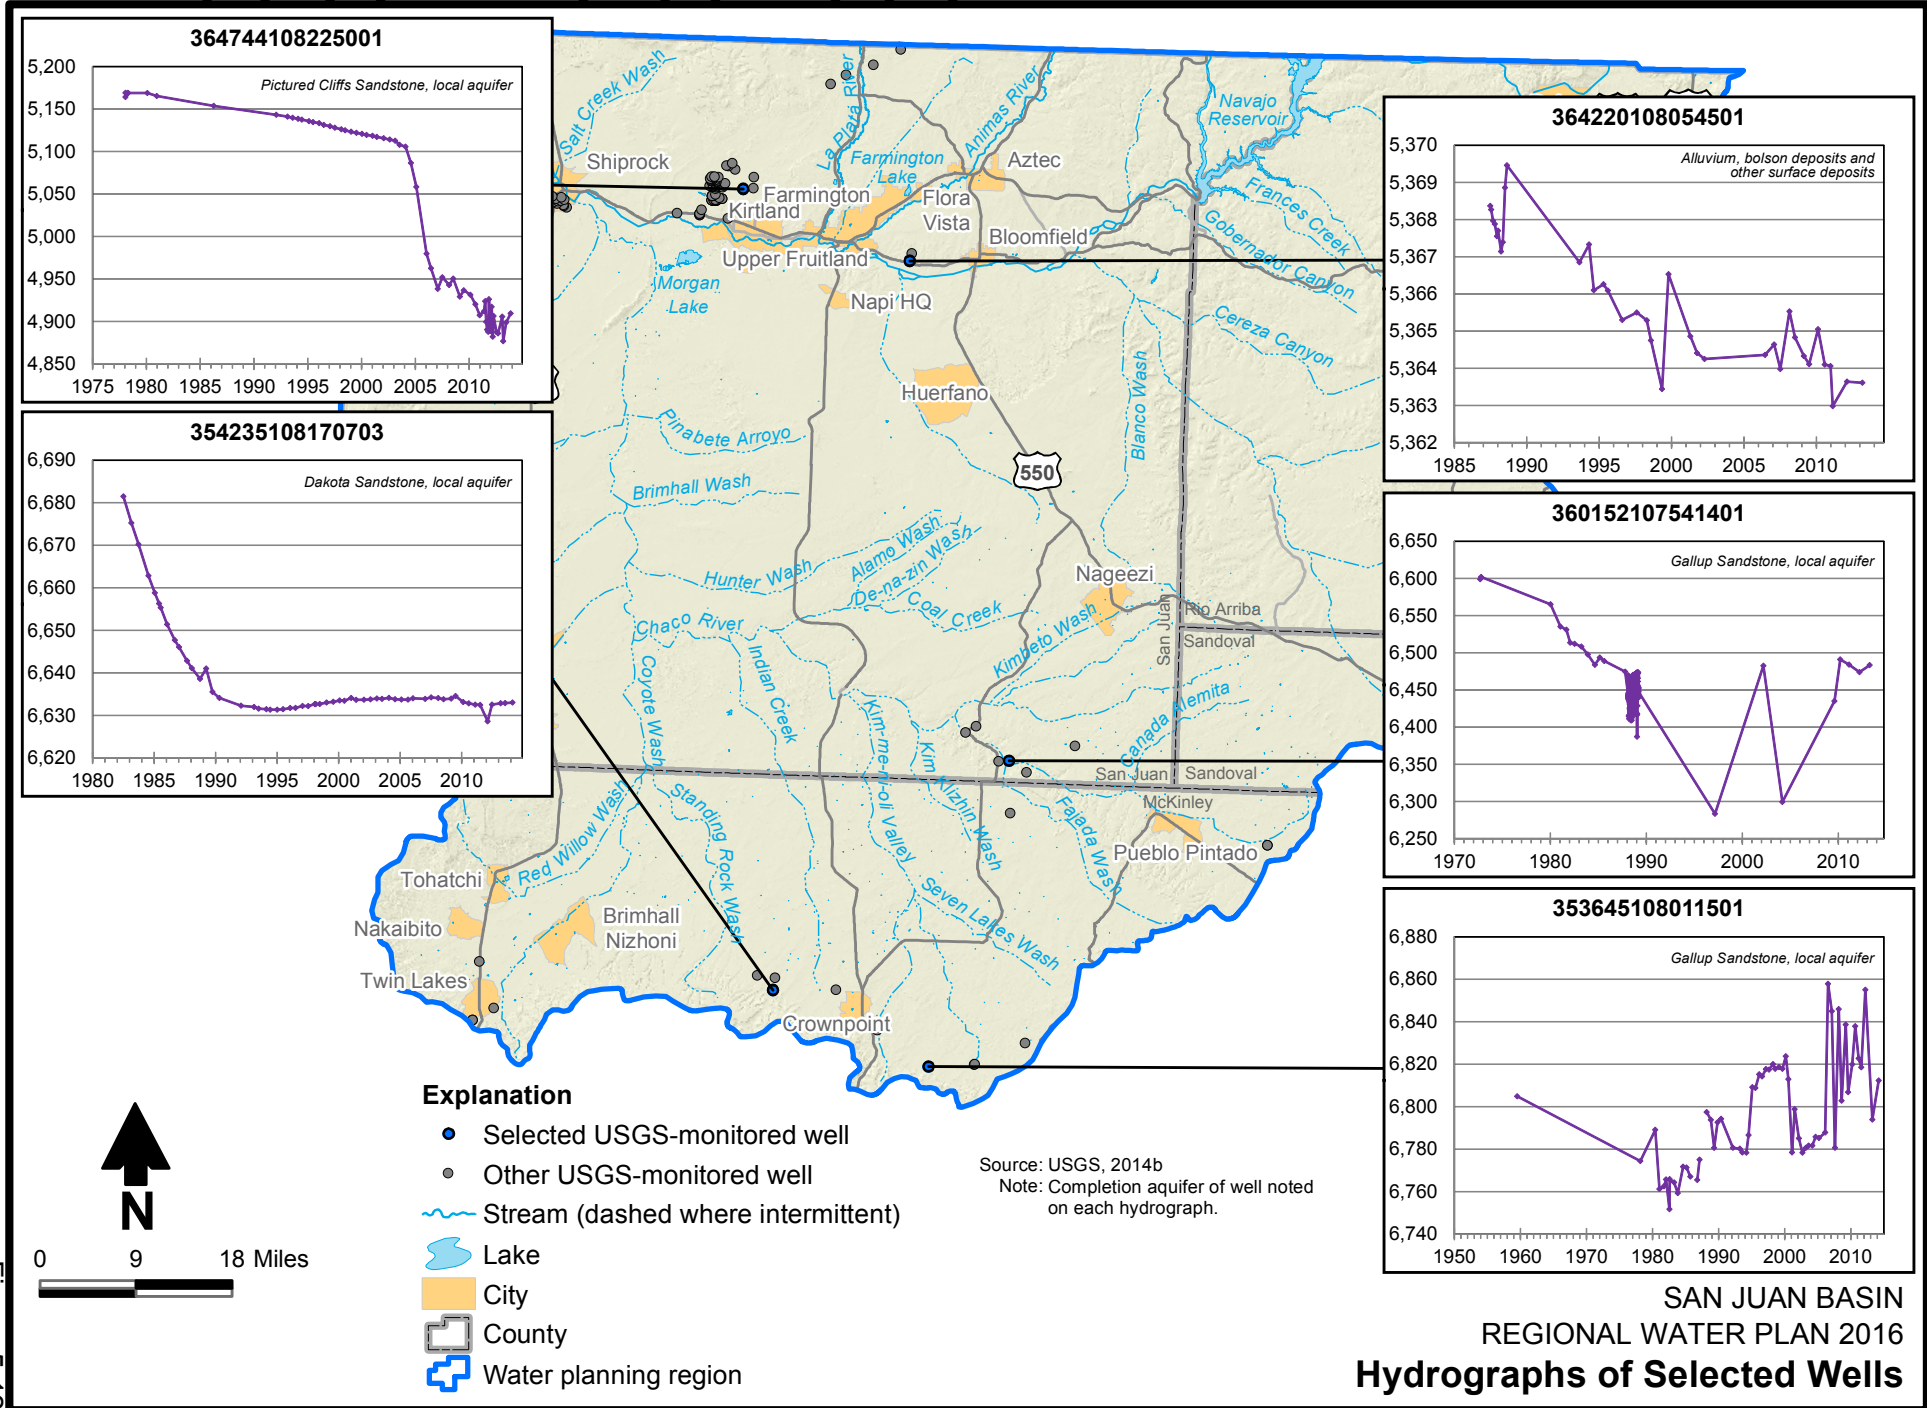 364744108225001
5,200
5,150
5,100
5,050
5,000
4,950
4,900
4,850
Pictured Cliffs Sandstone, local aquifer
1975 1980 1985 1990 1995 2000 2005 2010
354235108170703
6,690
6,680
6,670
6,660
6,650
6,640
6,630
6,620
Dakota Sandstone, local aquifer
1980 1985 1990 1995 2000 2005 2010
364220108054501
5,370
5,369
5,368
5,367
5,366
5,365
5,364
5,363
5,362
Alluvium, bolson deposits and
other surface deposits
1985 1990 1995 2000 2005 2010
360152107541401
6,650
6,600
6,550
6,500
6,450
6,400
6,350
6,300
6,250
Gallup Sandstone, local aquifer
1970 1980 1990 2000 2010
353645108011501
6,880
6,860
6,840
6,820
6,800
6,780
6,760
6,740
Gallup Sandstone, local aquifer
1950 1960 1970 1980 1990 2000 2010
Salt Creek Wash
La Plata River
Animas River
Navajo
Reservoir
Shiprock
Farmington
Lake
Aztec
Farmington
Kirtland
Flora
Vista
Frances Creek
Gobernador Canyon
Bloomfield
Upper Fruitland
Morgan
Lake
Napi HQ
Cereza Canyon
Huerfano
Blanco Wash
Pinabete Arroyo
550
Brimhall Wash
Alamo Wash
De-na-zin Wash
Hunter Wash
Nageezi
Coal Creek
Chaco River
Kimbeto Wash
San Juan
Rio Arriba
Sandoval
Coyote Wash
Indian Creek
Kim-me-ni-oli Valley
Kim Klizhin Wash
Canada Alemita
San Juan
Sandoval
McKinley
Standing Rock Wash
Fajada Wash
Red Willow Wash
Pueblo Pintado
Tohatchi
Seven Lakes Wash
Nakaibito
Brimhall
Nizhoni
Twin Lakes
Crownpoint
Explanation
Selected USGS-monitored well
Other USGS-monitored well
Stream (dashed where intermittent)
Lake
City
County
Water planning region
N
0 9 18 Miles
Source: USGS, 2014b
Note: Completion aquifer of well noted
on each hydrograph.
SAN JUAN BASIN
REGIONAL WATER PLAN 2016
Hydrographs of Selected Wells